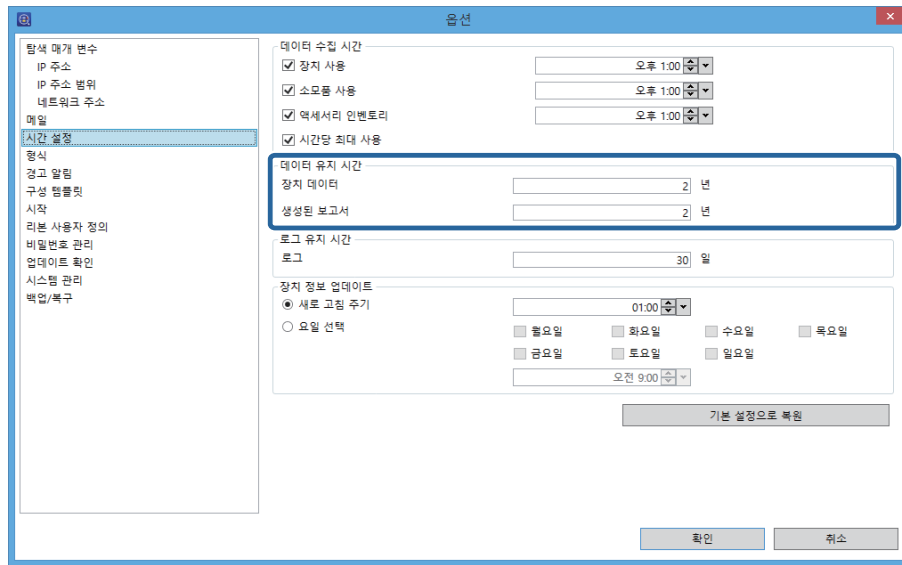 옵션
탐색 매개 변수
IP 주소
IP 주소 범위
네트워크 주소
메일
시간 설정
형식
경고 알림
구성 템플릿
시작
리본 사용자 정의
비밀번호 관리
업데이트 확인
시스템 관리
백업/복구
데이터 수집 시간
장치 사용 오후 1:00
소모품 사용 오후 1:00
액세서리 인벤토리 오후 1:00
시간당 최대 사용
데이터 유지 시간
장치 데이터 2 년
생성된 보고서 2 년
로그 유지 시간
로그 30 일
장치 정보 업데이트
새로 고침 주기 01:00
요일 선택 월요일 화요일 수요일 목요일
금요일 토요일 일요일
오전 9:00
기본 설정으로 복원
확인 취소